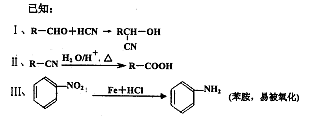 已知：
Ⅰ、R—CHO+HCN → R—CH—OH
CN
Ⅱ、R—CN H₂O/H⁺,△ R—COOH
Ⅲ、 NO₂ Fe+HCl NH₂ (苯胺，易被氧化)